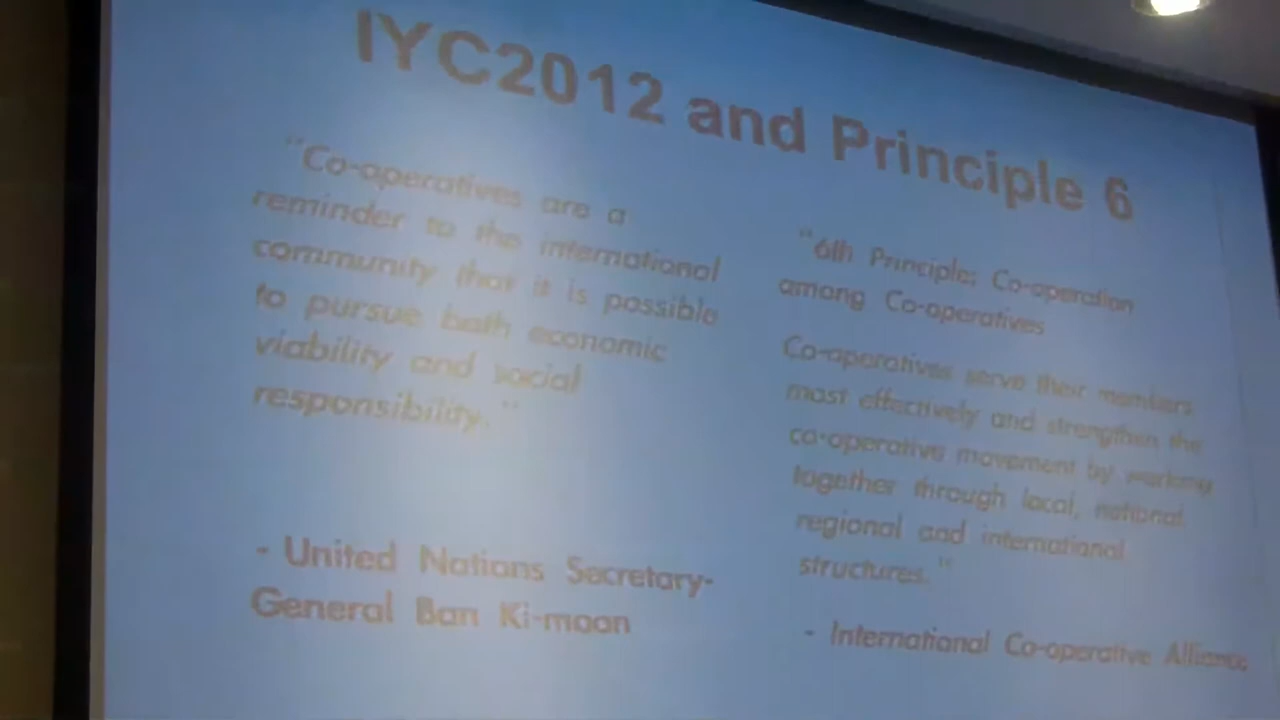 IYC2012 and Principle 6
"Co-operatives are a
reminder to the international
community that it is possible
to pursue both economic
viability and social
responsibility."
- United Nations Secretary-
General Ban Ki-moon
"6th Principle: Co-operation
among Co-operatives
Co-operatives serve their members
most effectively and strengthen the
co-operative movement by working
together through local, national,
regional and international
structures."
- International Co-operative Alliance